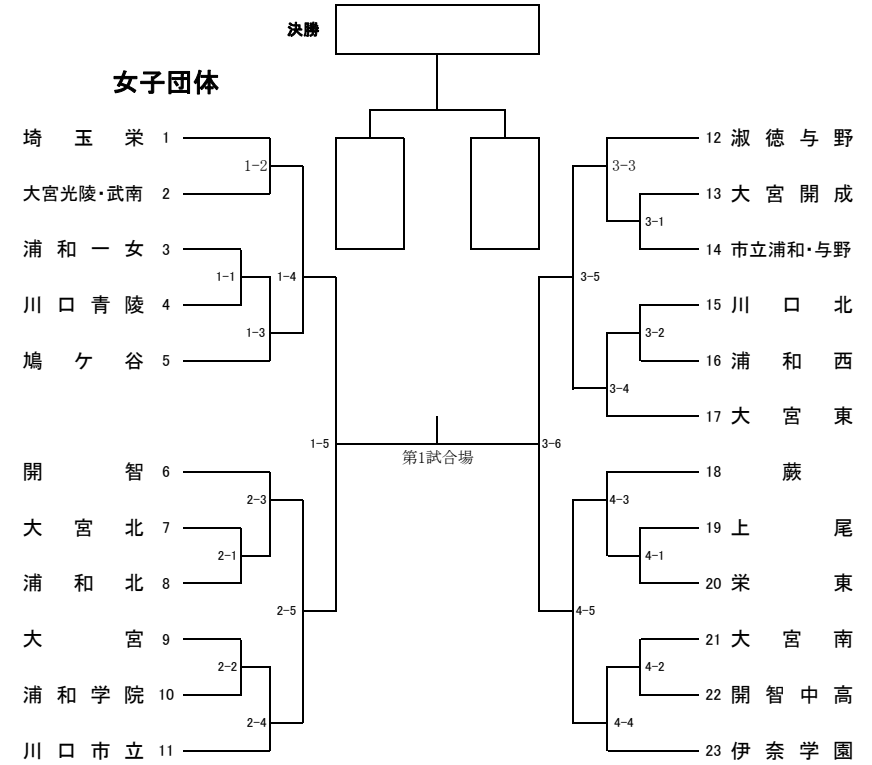 決勝
女子団体
埼玉栄 1
1-2
大宮光陵・武南 2
浦和一女 3
1-1
1-4
川口青陵 4
1-3
鳩ケ谷 5
1-5
開智 6
2-3
大宮北 7
2-1
浦和北 8
2-5
大宮 9
2-2
浦和学院 10
2-4
川口市立 11
第1試合場
12 淑徳与野
3-3
13 大宮開成
3-1
14 市立浦和・与野
3-5
15 川口北
3-2
16 浦和西
3-4
17 大宮東
3-6
18 蕨
4-3
19 上尾
4-1
20 栄東
4-5
21 大宮南
4-2
22 開智中高
4-4
23 伊奈学園